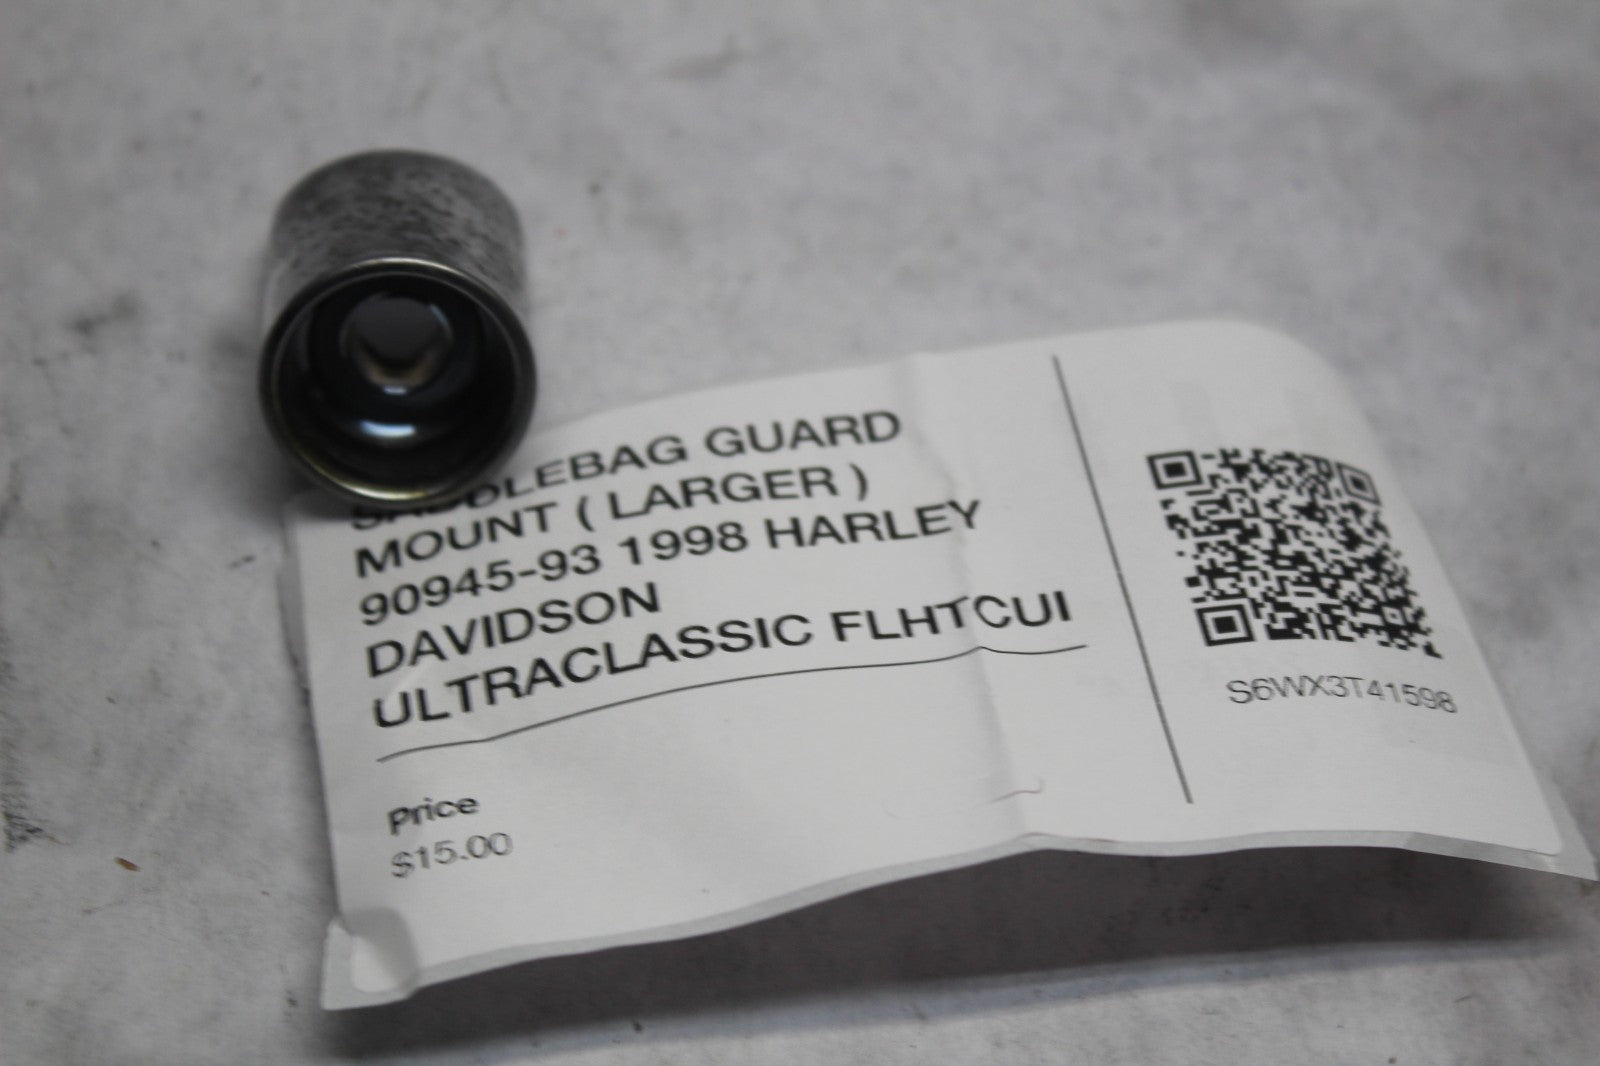 SADDLEBAG GUARD
MOUNT ( LARGER )
90945-93 1998 HARLEY
DAVIDSON
ULTRACLASSIC FLHTCUI
Price
$15.00
S6WX3T41598